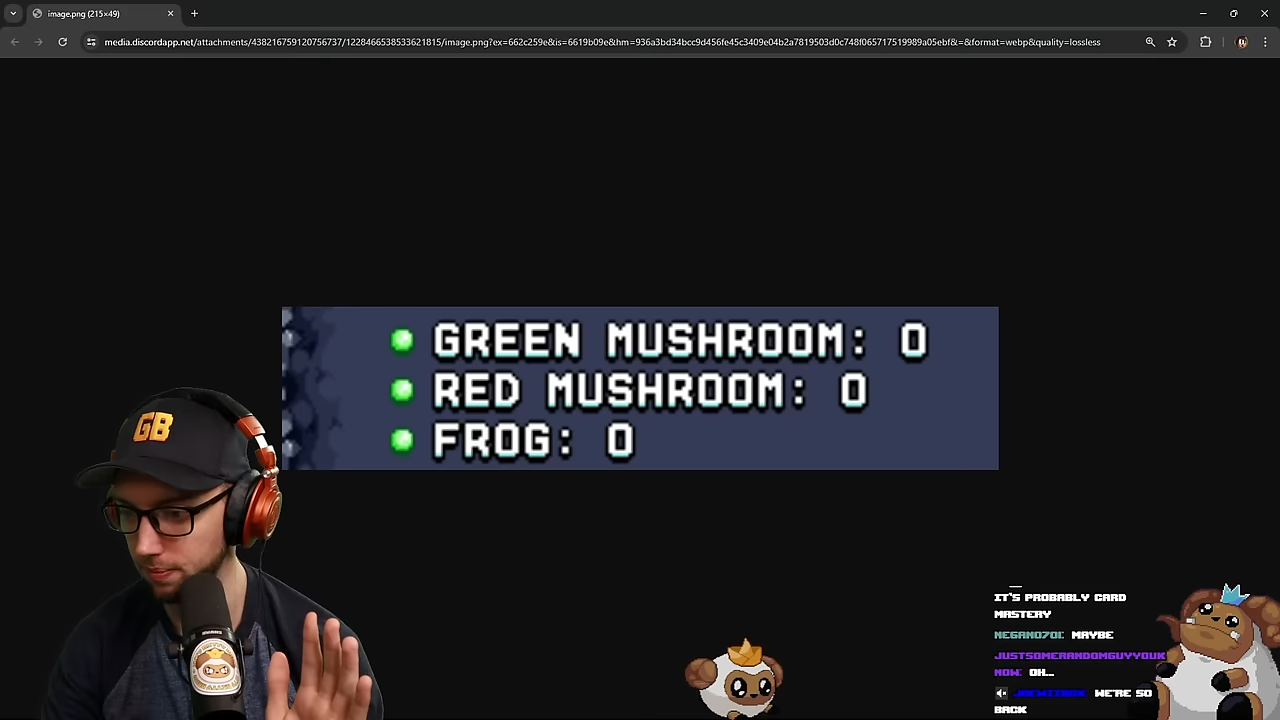 image.png (215×49)
media.discordapp.net/attachments/438216759120756737/1228466538533621815/image.png?ex=662c259e&is=6619b09e&hm=936a3bd34bcc9d456fe45c3409e04b2a7819503d0c748f065717519989a05ebf&=&format=webp&quality=lossless
GREEN MUSHROOM: 0
RED MUSHROOM: 0
FROG: 0
GB
IT'S PROBABLY CARD
MASTERY
NEGANO701: MAYBE
JUSTSOMERANDOMGUYYOUK
NOW: OH...
WE'RE SO
BACK